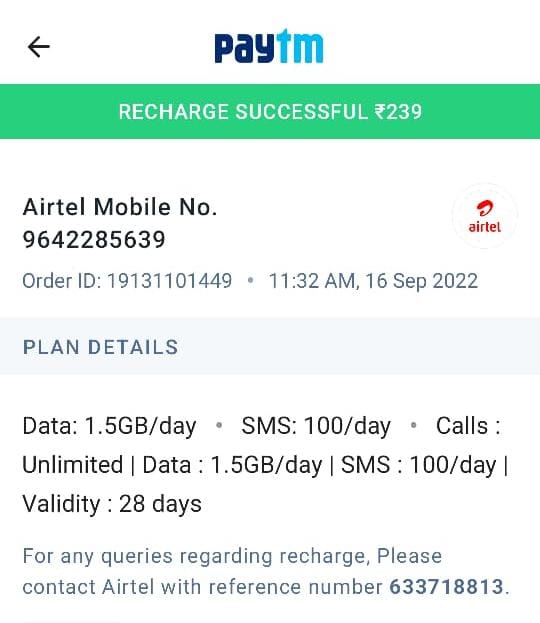 paytm
RECHARGE SUCCESSFUL ₹239
Airtel Mobile No.
9642285639
airtel
Order ID: 19131101449 • 11:32 AM, 16 Sep 2022
PLAN DETAILS
Data: 1.5GB/day • SMS: 100/day • Calls :
Unlimited | Data : 1.5GB/day | SMS : 100/day |
Validity : 28 days
For any queries regarding recharge, Please
contact Airtel with reference number 633718813.